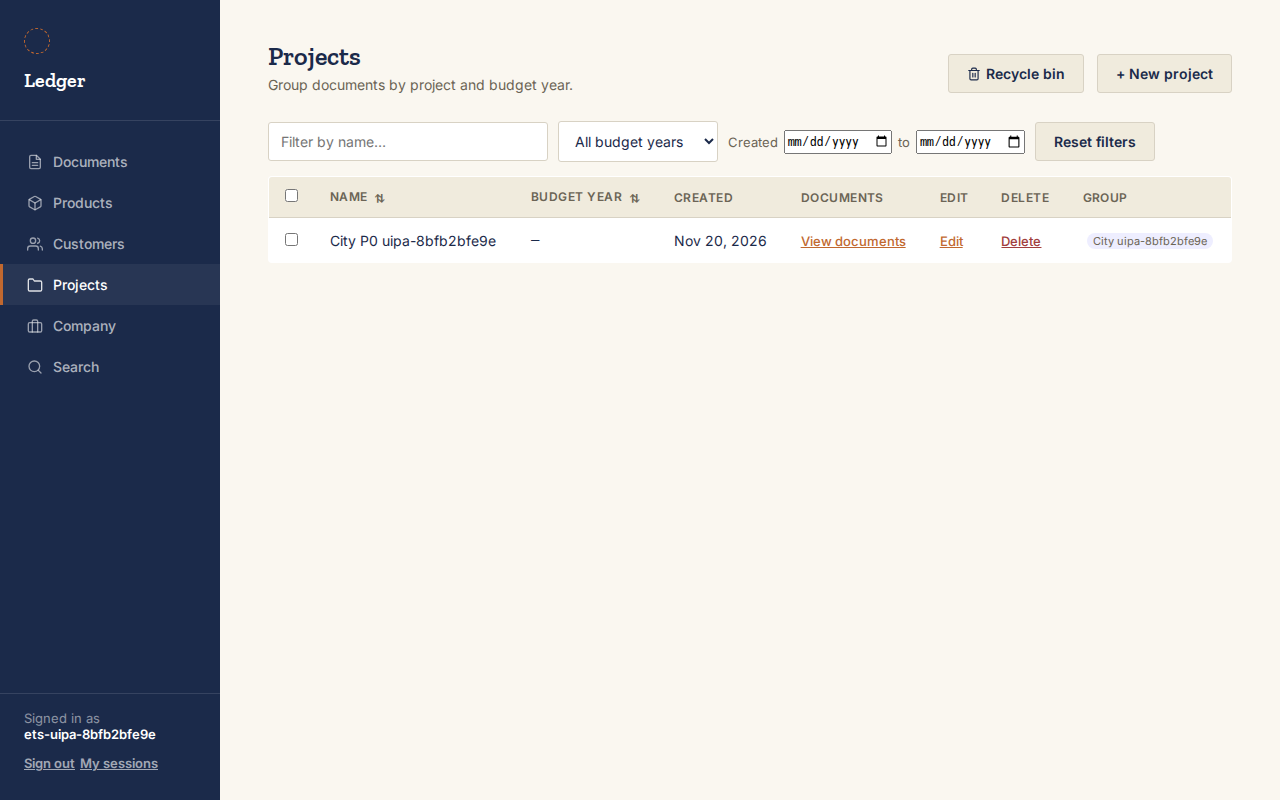 Ledger
Documents
Products
Customers
Projects
Company
Search
Signed in as
ets-uipa-8bfb2bfe9e
Sign out My sessions
Projects
Group documents by project and budget year.
Recycle bin
+ New project
Filter by name...
All budget years
Created mm/dd/yyyy to mm/dd/yyyy
Reset filters
NAME ⇅ BUDGET YEAR ⇅ CREATED DOCUMENTS EDIT DELETE GROUP
City P0 uipa-8bfb2bfe9e – Nov 20, 2026 View documents Edit Delete City uipa-8bfb2bfe9e